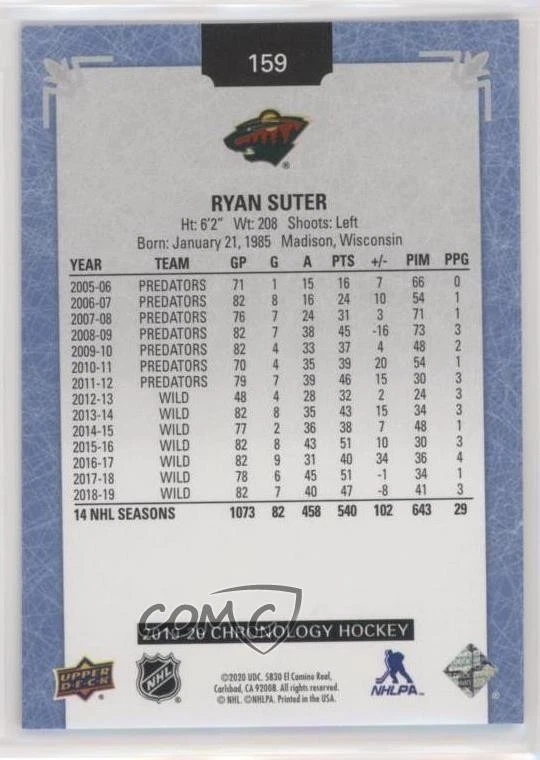 159
RYAN SUTER
Ht: 6'2" Wt: 208 Shoots: Left
Born: January 21, 1985 Madison, Wisconsin
YEAR TEAM GP G A PTS +/- PIM PPG
2005-06 PREDATORS 71 1 15 16 7 66 0
2006-07 PREDATORS 82 8 16 24 10 54 1
2007-08 PREDATORS 76 7 24 31 3 71 1
2008-09 PREDATORS 82 7 38 45 -16 73 3
2009-10 PREDATORS 82 4 33 37 4 48 2
2010-11 PREDATORS 70 4 35 39 20 54 1
2011-12 PREDATORS 79 7 39 46 15 30 3
2012-13 WILD 48 4 28 32 2 24 3
2013-14 WILD 82 8 35 43 15 34 3
2014-15 WILD 77 2 36 38 7 48 1
2015-16 WILD 82 8 43 51 10 30 3
2016-17 WILD 82 9 31 40 34 36 4
2017-18 WILD 78 6 45 51 -1 34 1
2018-19 WILD 82 7 40 47 -8 41 3
14 NHL SEASONS 1073 82 458 540 102 643 29
COMC
2019-20 CHRONOLOGY HOCKEY
UPPER DECK
NHL
©2020 UDC. 5830 El Camino Real,
Carlsbad, CA 92008. All rights reserved.
© NHL. ©NHLPA. Printed in the USA.
NHLPA